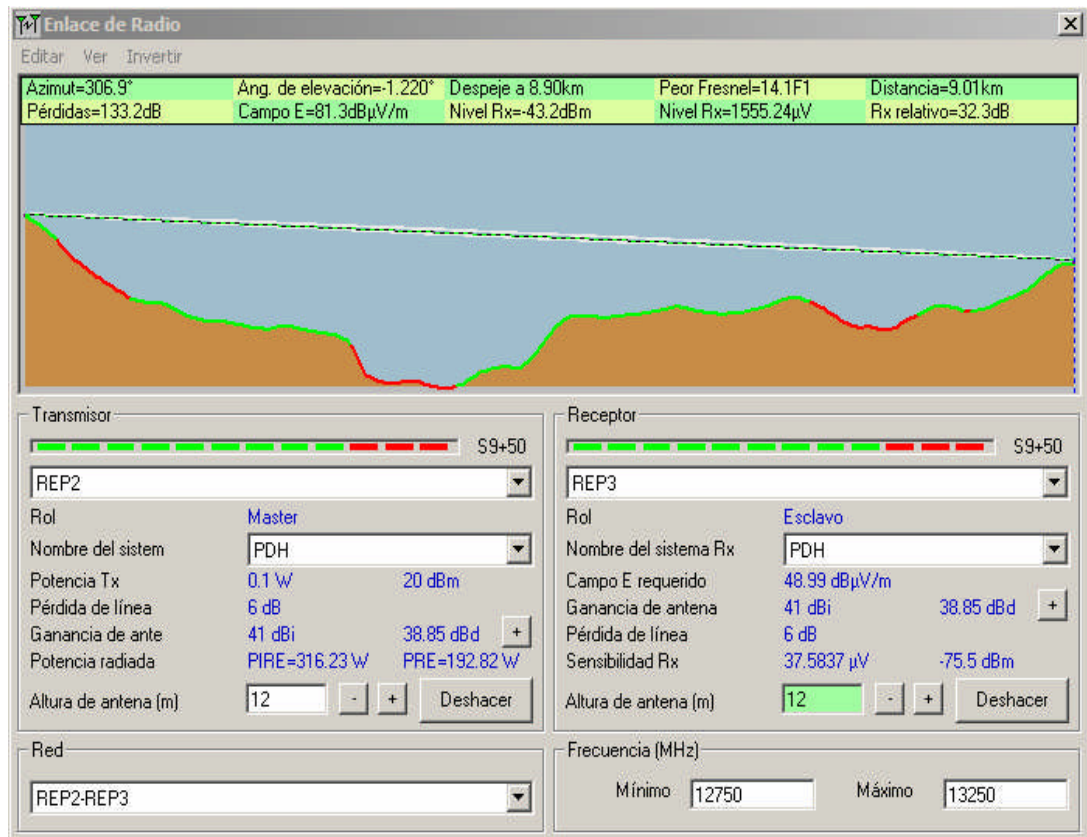 Enlace de Radio
Editar Ver Invertir
Azimut=306.9° Ang. de elevación=-1.220° Despeje a 8.90km Peor Fresnel=14.1F1 Distancia=9.01km
Pérdidas=133.2dB Campo E=81.3dBµV/m Nivel Rx=-43.2dBm Nivel Rx=1555.24µV Rx relativo=32.3dB
Transmisor
S9+50
REP2
Rol Master
Nombre del sistem PDH
Potencia Tx 0.1 W 20 dBm
Pérdida de línea 6 dB
Ganancia de ante 41 dBi 38.85 dBd +
Potencia radiada PIRE=316.23 W PRE=192.82 W
Altura de antena (m) 12 - + Deshacer
Red
REP2-REP3
Receptor
S9+50
REP3
Rol Esclavo
Nombre del sistema Rx PDH
Campo E requerido 48.99 dBµV/m
Ganancia de antena 41 dBi 38.85 dBd +
Pérdida de línea 6 dB
Sensibilidad Rx 37.5837 µV -75.5 dBm
Altura de antena (m) 12 - + Deshacer
Frecuencia (MHz)
Mínimo 12750 Máximo 13250